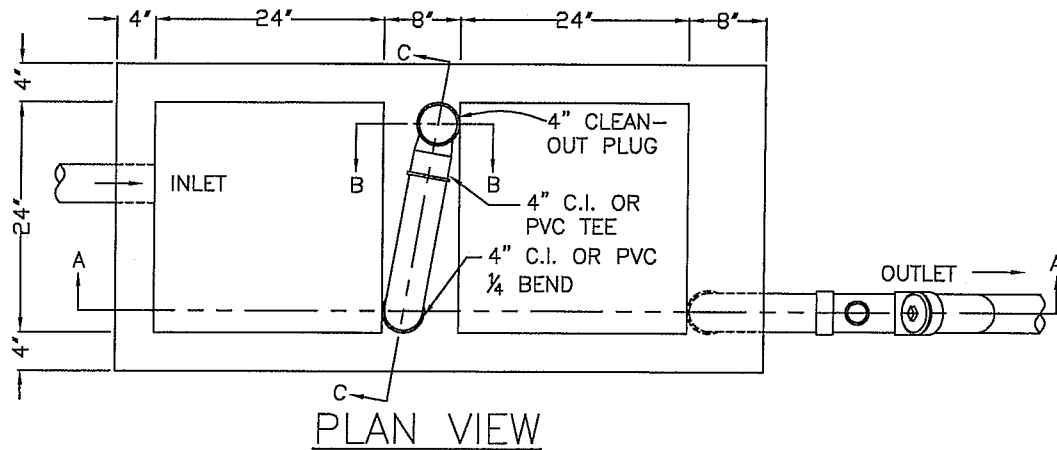 4" 24" 8" 24" 8"
4"
C
4" CLEAN-
OUT PLUG
B B
INLET
4" C.I. OR
PVC TEE
24"
4" C.I. OR PVC
¼ BEND
A
OUTLET
A
4"
C
PLAN VIEW